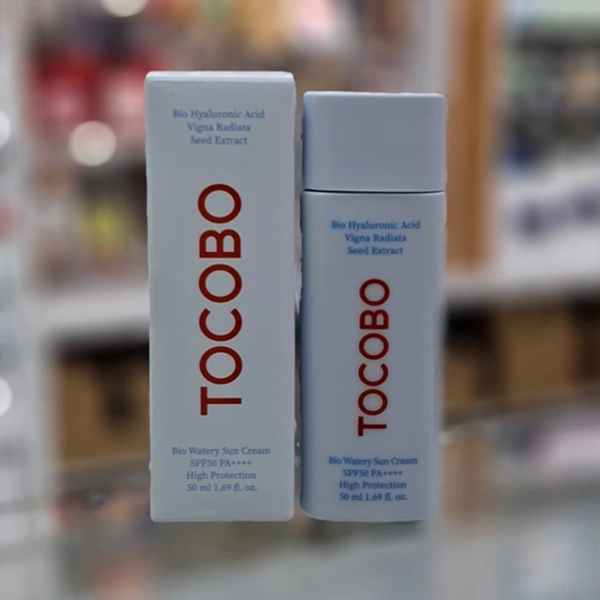 Bio Hyaluronic Acid
Vigna Radiata
Seed Extract
TOCOBO
Bio Watery Sun Cream
SPF50 PA++++
High Protection
50 ml 1.69 fl. oz.
Bio Hyaluronic Acid
Vigna Radiata
Seed Extract
TOCOBO
Bio Watery Sun Cream
SPF50 PA++++
High Protection
50 ml 1.69 fl. oz.